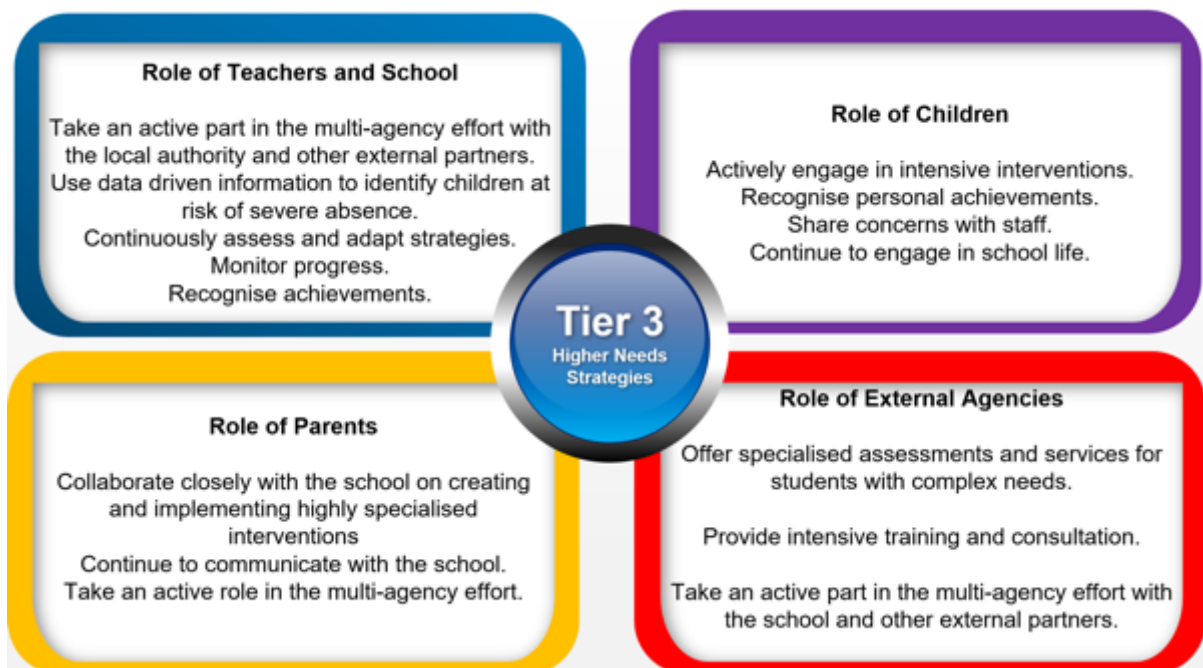 Role of Teachers and School
Take an active part in the multi-agency effort with
the local authority and other external partners.
Use data driven information to identify children at
risk of severe absence.
Continuously assess and adapt strategies.
Monitor progress.
Recognise achievements.
Role of Children
Actively engage in intensive interventions.
Recognise personal achievements.
Share concerns with staff.
Continue to engage in school life.
Tier 3
Higher Needs
Strategies
Role of Parents
Collaborate closely with the school on creating
and implementing highly specialised
interventions
Continue to communicate with the school.
Take an active role in the multi-agency effort.
Role of External Agencies
Offer specialised assessments and services for
students with complex needs.
Provide intensive training and consultation.
Take an active part in the multi-agency effort with
the school and other external partners.